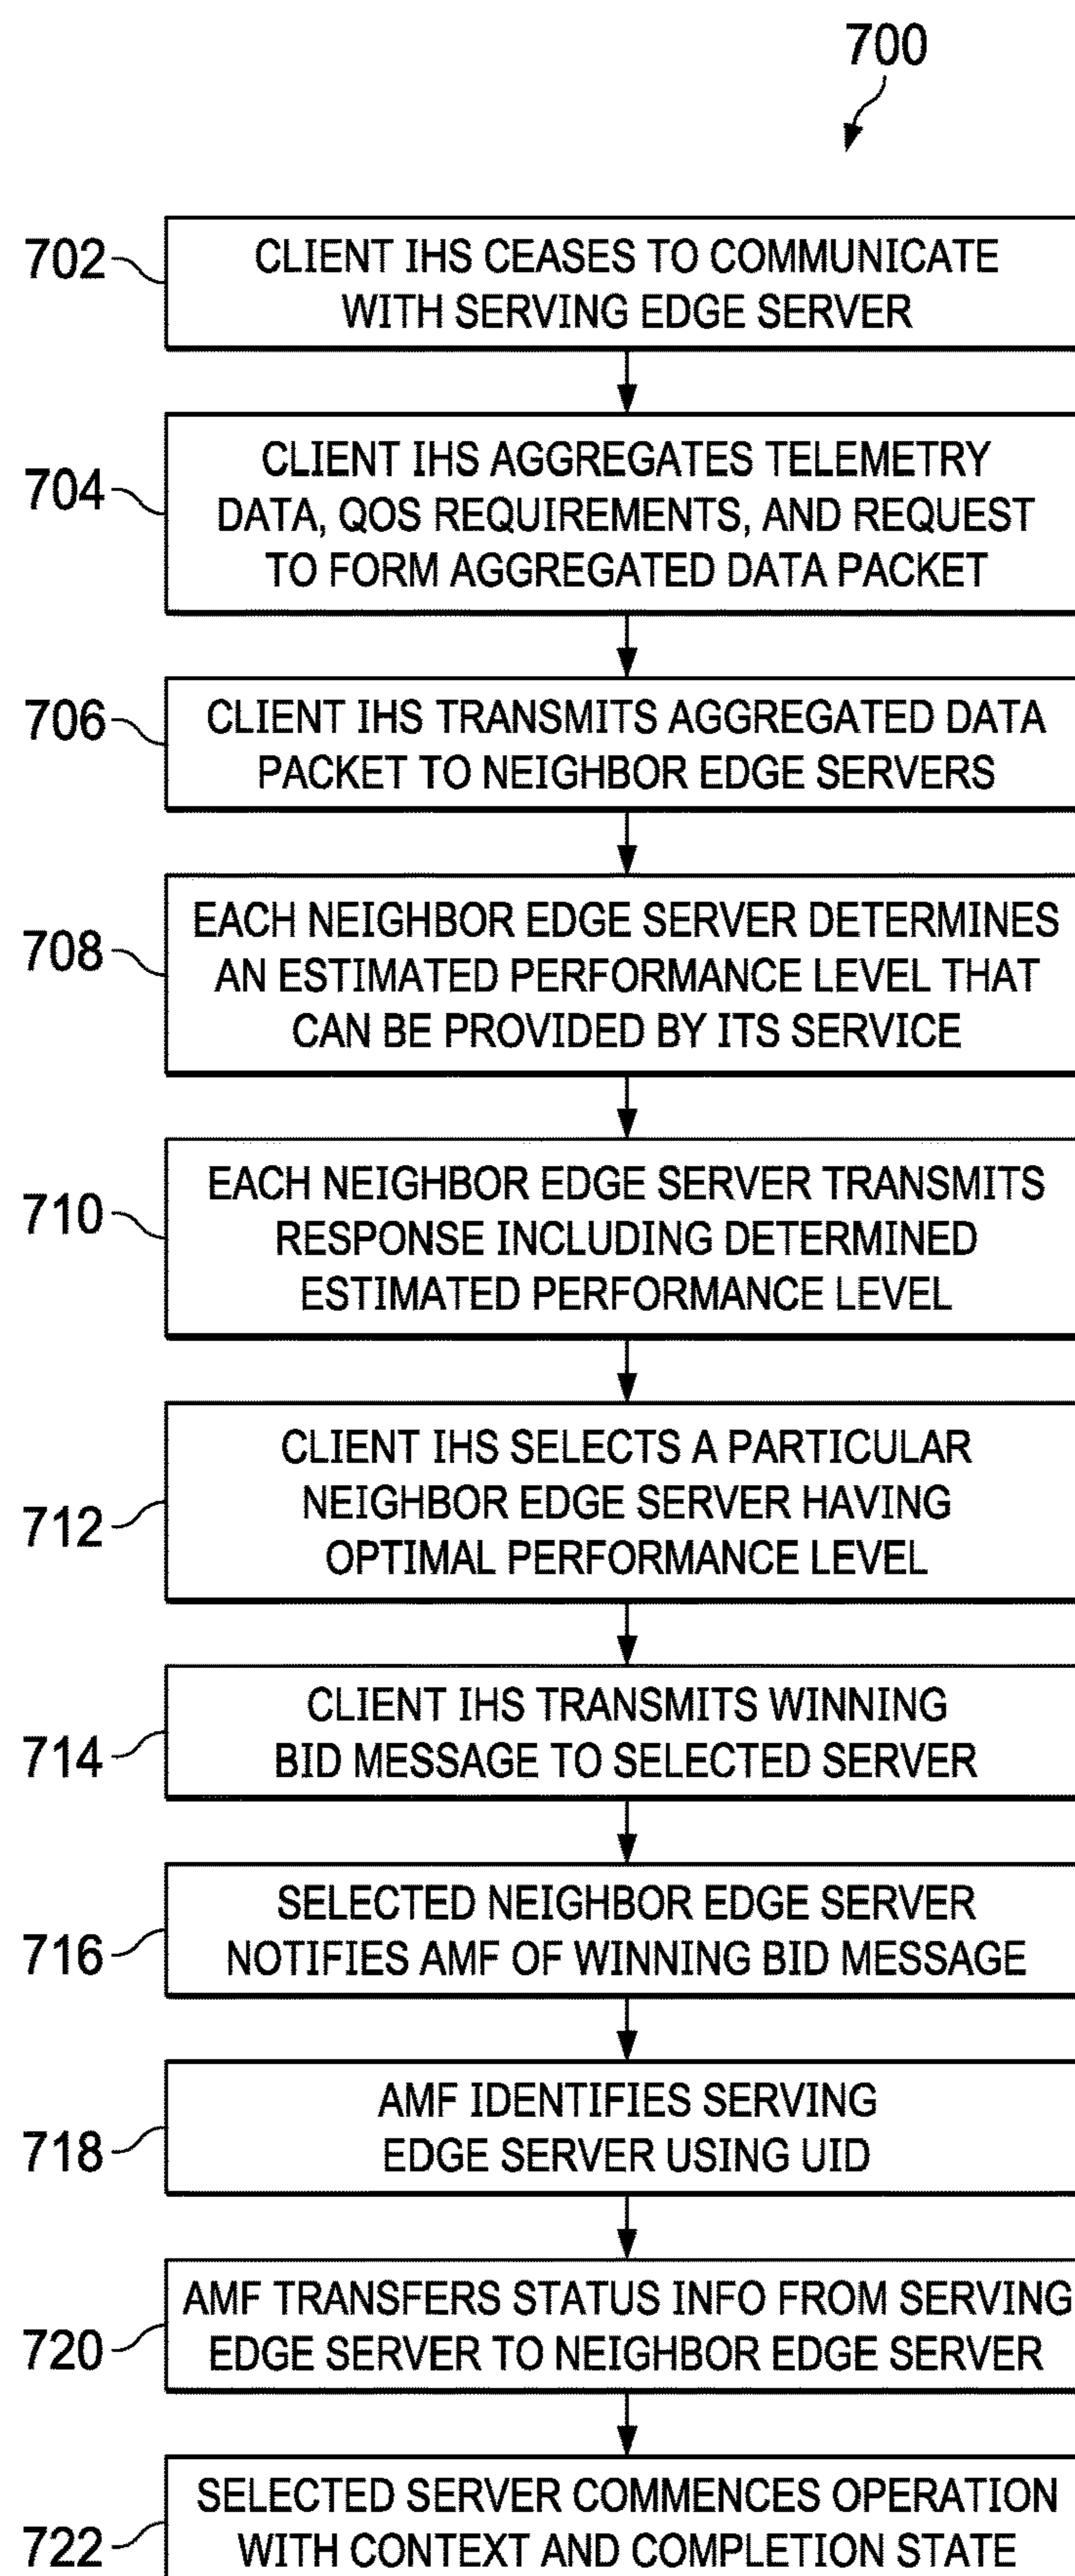 700
702
CLIENT IHS CEASES TO COMMUNICATE
WITH SERVING EDGE SERVER
704
CLIENT IHS AGGREGATES TELEMETRY
DATA, QOS REQUIREMENTS, AND REQUEST
TO FORM AGGREGATED DATA PACKET
706
CLIENT IHS TRANSMITS AGGREGATED DATA
PACKET TO NEIGHBOR EDGE SERVERS
708
EACH NEIGHBOR EDGE SERVER DETERMINES
AN ESTIMATED PERFORMANCE LEVEL THAT
CAN BE PROVIDED BY ITS SERVICE
710
EACH NEIGHBOR EDGE SERVER TRANSMITS
RESPONSE INCLUDING DETERMINED
ESTIMATED PERFORMANCE LEVEL
712
CLIENT IHS SELECTS A PARTICULAR
NEIGHBOR EDGE SERVER HAVING
OPTIMAL PERFORMANCE LEVEL
714
CLIENT IHS TRANSMITS WINNING
BID MESSAGE TO SELECTED SERVER
716
SELECTED NEIGHBOR EDGE SERVER
NOTIFIES AMF OF WINNING BID MESSAGE
718
AMF IDENTIFIES SERVING
EDGE SERVER USING UID
720
AMF TRANSFERS STATUS INFO FROM SERVING
EDGE SERVER TO NEIGHBOR EDGE SERVER
722
SELECTED SERVER COMMENCES OPERATION
WITH CONTEXT AND COMPLETION STATE